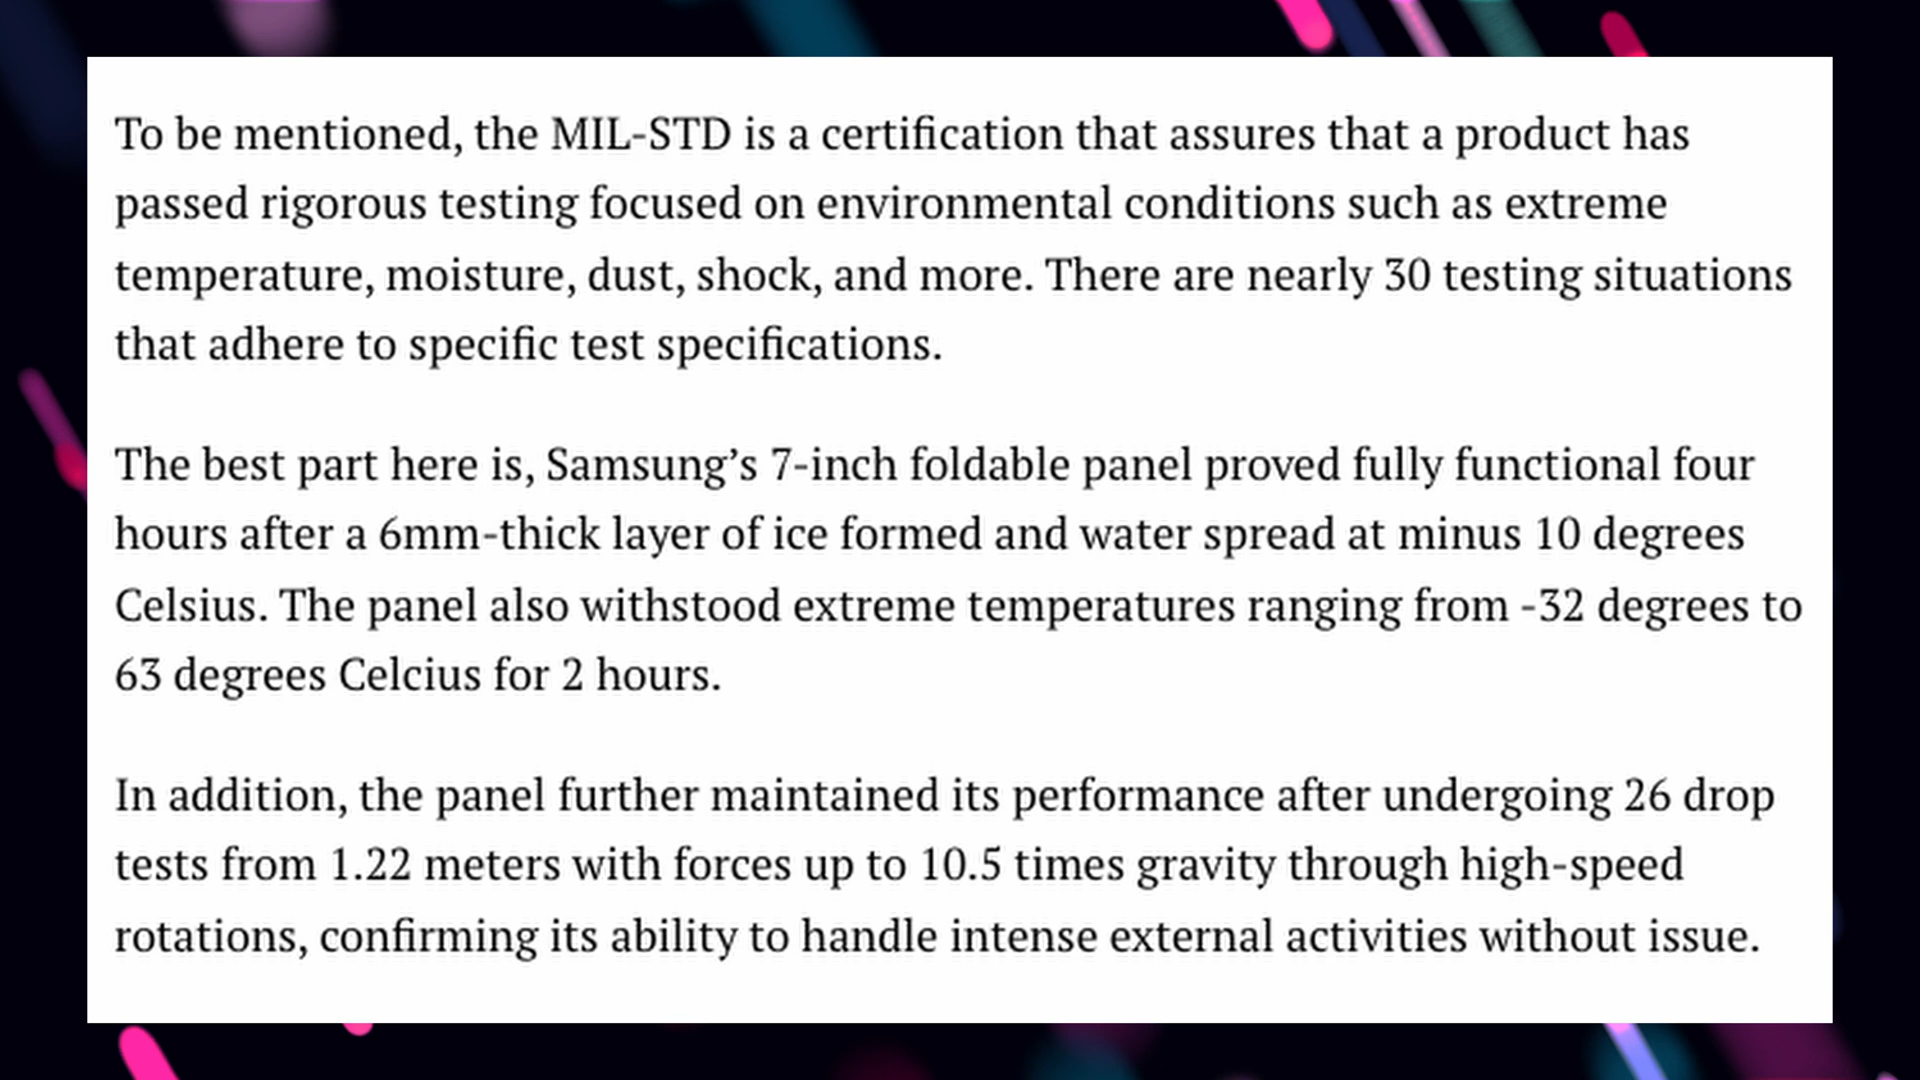 To be mentioned, the MIL-STD is a certification that assures that a product has
passed rigorous testing focused on environmental conditions such as extreme
temperature, moisture, dust, shock, and more. There are nearly 30 testing situations
that adhere to specific test specifications.
The best part here is, Samsung’s 7-inch foldable panel proved fully functional four
hours after a 6mm-thick layer of ice formed and water spread at minus 10 degrees
Celsius. The panel also withstood extreme temperatures ranging from -32 degrees to
63 degrees Celcius for 2 hours.
In addition, the panel further maintained its performance after undergoing 26 drop
tests from 1.22 meters with forces up to 10.5 times gravity through high-speed
rotations, confirming its ability to handle intense external activities without issue.